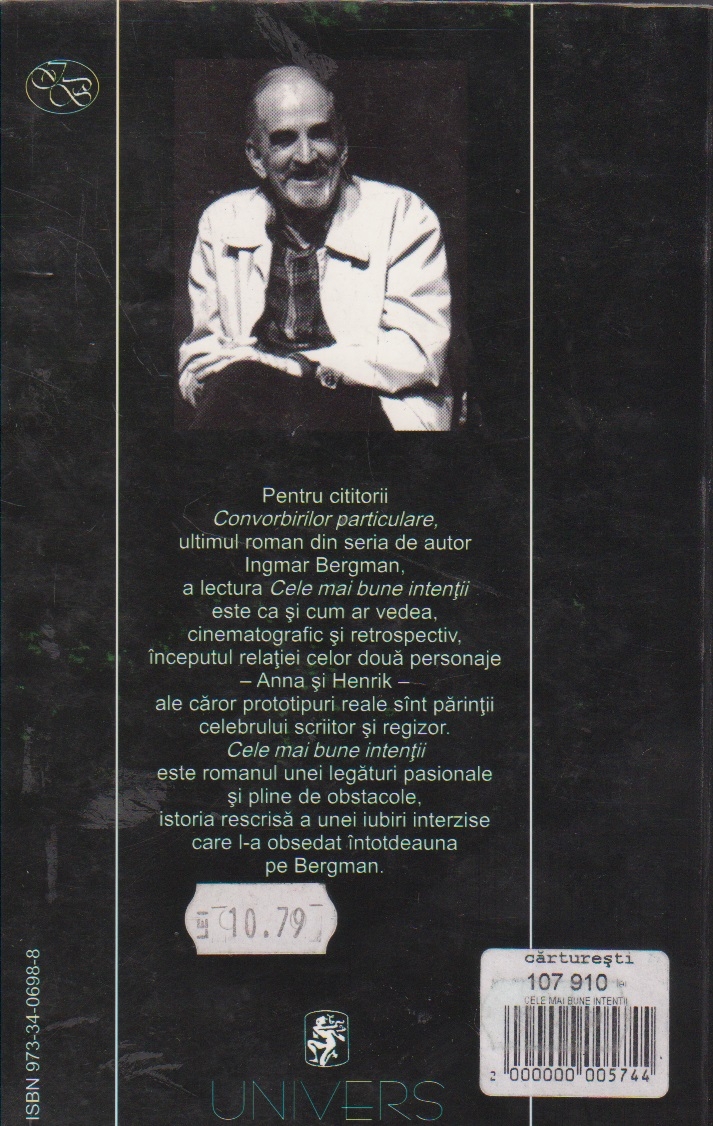 Pentru cititorii
Convorbirilor particulare,
ultimul roman din seria de autor
Ingmar Bergman,
a lectura Cele mai bune intenţii
este ca şi cum ar vedea,
cinematografic şi retrospectiv,
începutul relaţiei celor două personaje
– Anna şi Henrik –
ale căror prototipuri reale sînt părinţii
celebrului scriitor şi regizor.
Cele mai bune intenţii
este romanul unei legături pasionale
şi pline de obstacole,
istoria rescrisă a unei iubiri interzise
care l-a obsedat întotdeauna
pe Bergman.
LEI 10.79
ISBN 973-34-0698-8
cărtureşti
107 910 lei
CELE MAI BUNE INTENTII
2 000000 005744
UNIVERS